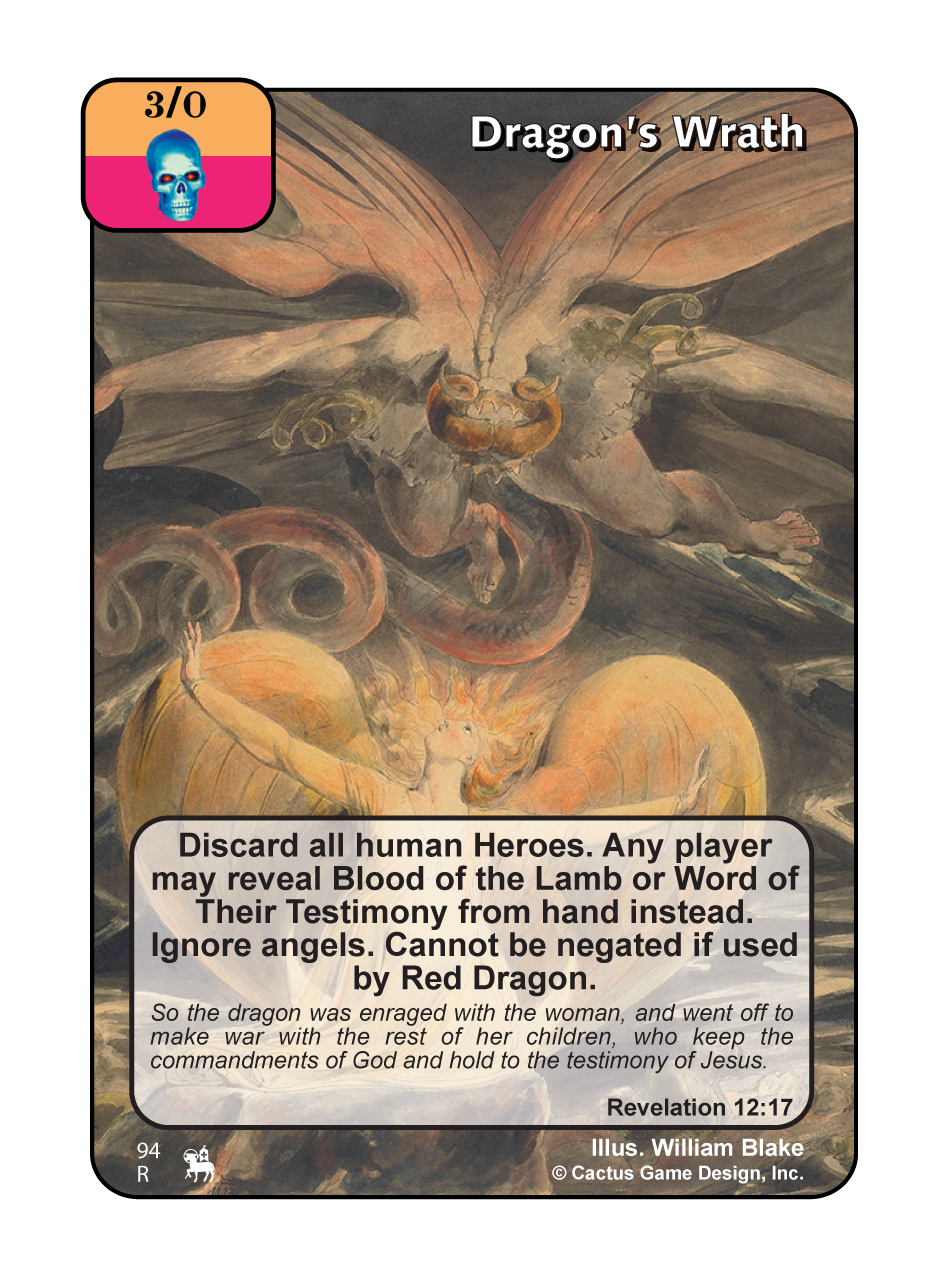 3/0
Dragon's Wrath
Discard all human Heroes. Any player
may reveal Blood of the Lamb or Word of
Their Testimony from hand instead.
Ignore angels. Cannot be negated if used
by Red Dragon.
So the dragon was enraged with the woman, and went off to
make war with the rest of her children, who keep the
commandments of God and hold to the testimony of Jesus.
Revelation 12:17
94
R
Illus. William Blake
© Cactus Game Design, Inc.